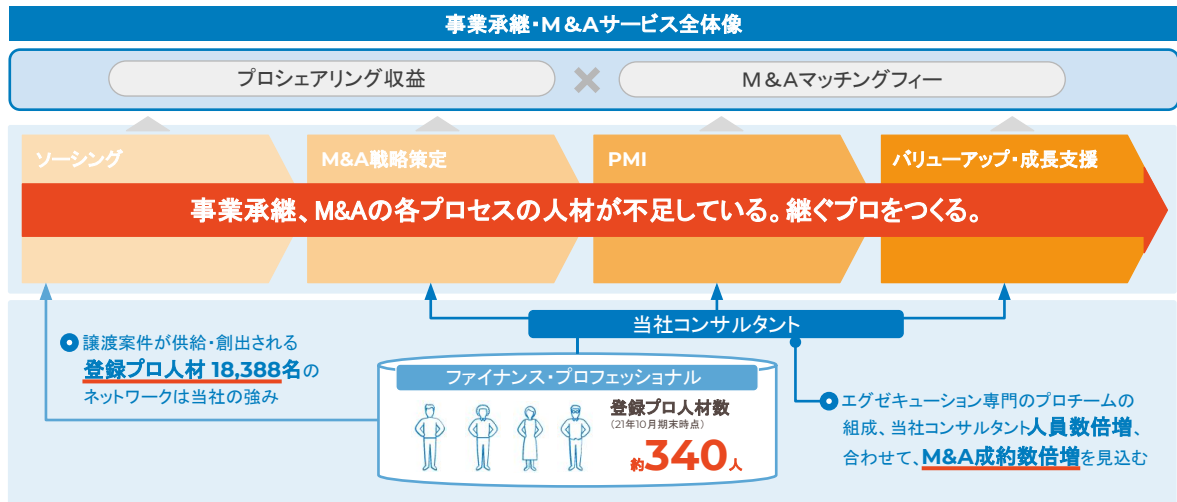 事業承継・M&Aサービス全体像
プロシェアリング収益
×
M&Aマッチングフィー
ソーシング
M&A戦略策定
PMI
バリューアップ・成長支援
事業承継、M&Aの各プロセスの人材が不足している。継ぐプロをつくる。
当社コンサルタント
譲渡案件が供給・創出される
登録プロ人材 18,388名の
ネットワークは当社の強み
ファイナンス・プロフェッショナル
登録プロ人材数
(21年10月期末時点)
約340人
エグゼキューション専門のプロチームの
組成、当社コンサルタント人員数倍増、
合わせて、M&A成約数倍増を見込む